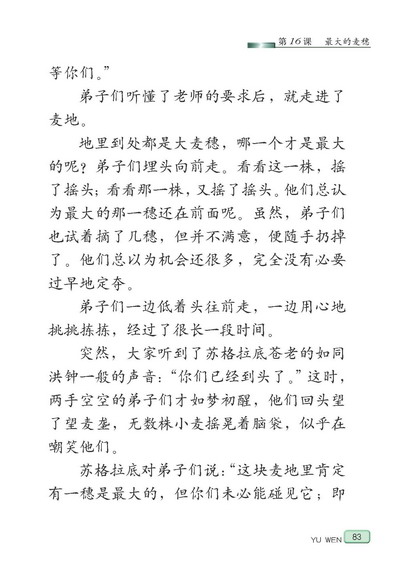 第16课 最大的麦穗
等你们。”
弟子们听懂了老师的要求后，就走进了
麦地。
地里到处都是大麦穗，哪一个才是最大
的呢？弟子们埋头向前走。看看这一株，摇
了摇头；看看那一株，又摇了摇头。他们总认
为最大的那一穗还在前面呢。虽然，弟子们
也试着摘了几穗，但并不满意，便随手扔掉
了。他们总以为机会还很多，完全没有必要
过早地定夺。
弟子们一边低着头往前走，一边用心地
挑挑拣拣，经过了很长一段时间。
突然，大家听到了苏格拉底苍老的如同
洪钟一般的声音：“你们已经到头了。”这时，
两手空空的弟子们才如梦初醒，他们回头望
了望麦垄，无数株小麦摇晃着脑袋，似乎在
嘲笑他们。
苏格拉底对弟子们说：“这块麦地里肯定
有一穗是最大的，但你们未必能碰见它；即
YU WEN 83